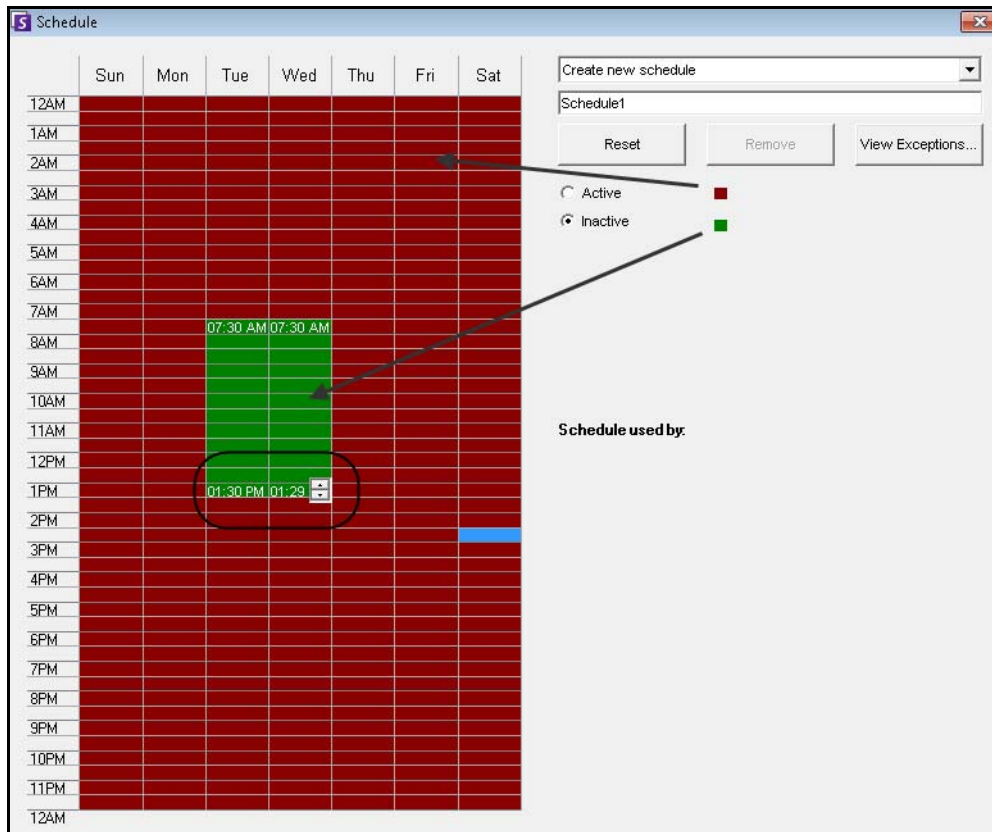 Schedule
Sun Mon Tue Wed Thu Fri Sat
12AM
1AM
2AM
3AM
4AM
5AM
6AM
7AM
07:30 AM 07:30 AM
8AM
9AM
10AM
11AM
12PM
1PM 01:30 PM 01:29
2PM
3PM
4PM
5PM
6PM
7PM
8PM
9PM
10PM
11PM
12AM
Create new schedule
Schedule1
Reset Remove View Exceptions...
Active
Inactive
Schedule used by: